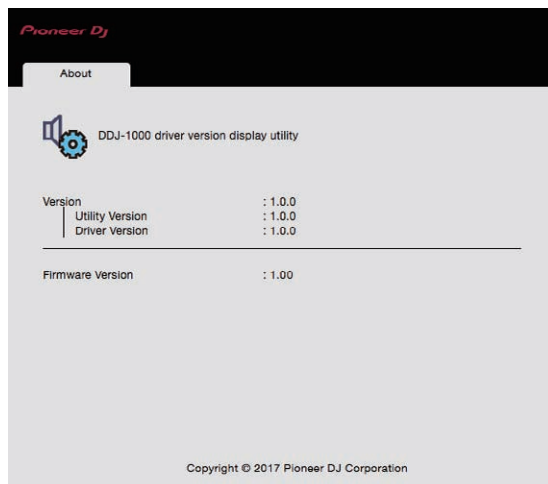 Pioneer Dj
About
DDJ-1000 driver version display utility
Version : 1.0.0
Utility Version : 1.0.0
Driver Version : 1.0.0
Firmware Version : 1.00
Copyright © 2017 Pioneer DJ Corporation